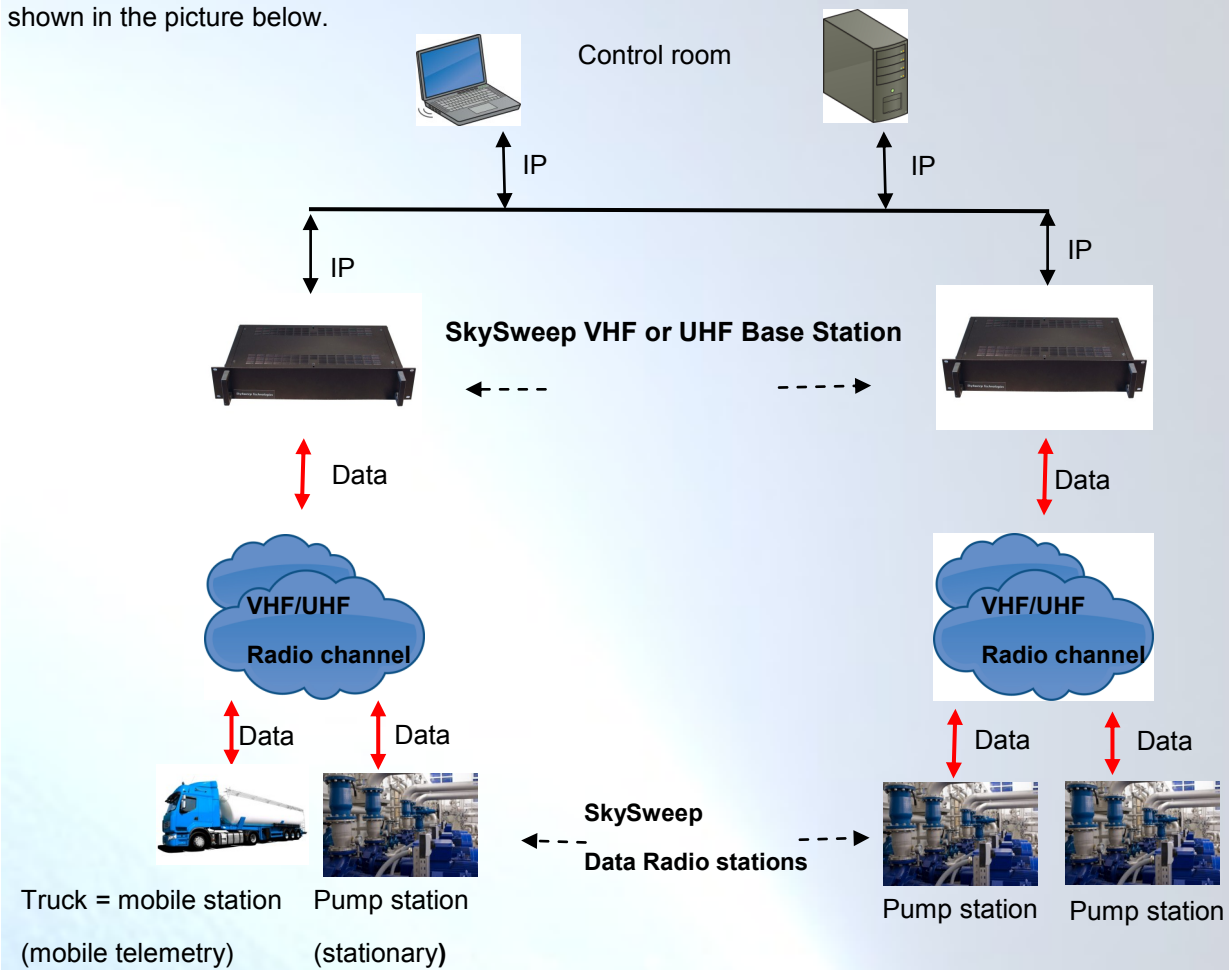 shown in the picture below.
Control room
IP
IP
IP
IP
SkySweep VHF or UHF Base Station
Data
Data
VHF/UHF
Radio channel
VHF/UHF
Radio channel
Data
Data
Data
Data
SkySweep
Data Radio stations
Truck = mobile station
(mobile telemetry)
Pump station
(stationary)
Pump station
Pump station